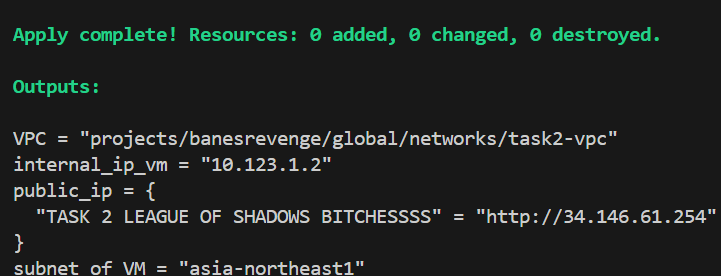 Apply complete! Resources: 0 added, 0 changed, 0 destroyed.
Outputs:
VPC = "projects/banesrevenge/global/networks/task2-vpc"
internal_ip_vm = "10.123.1.2"
public_ip = {
"TASK 2 LEAGUE OF SHADOWS BITCHESSSS" = "http://34.146.61.254"
}
subnet of VM = "asia-northeast1"